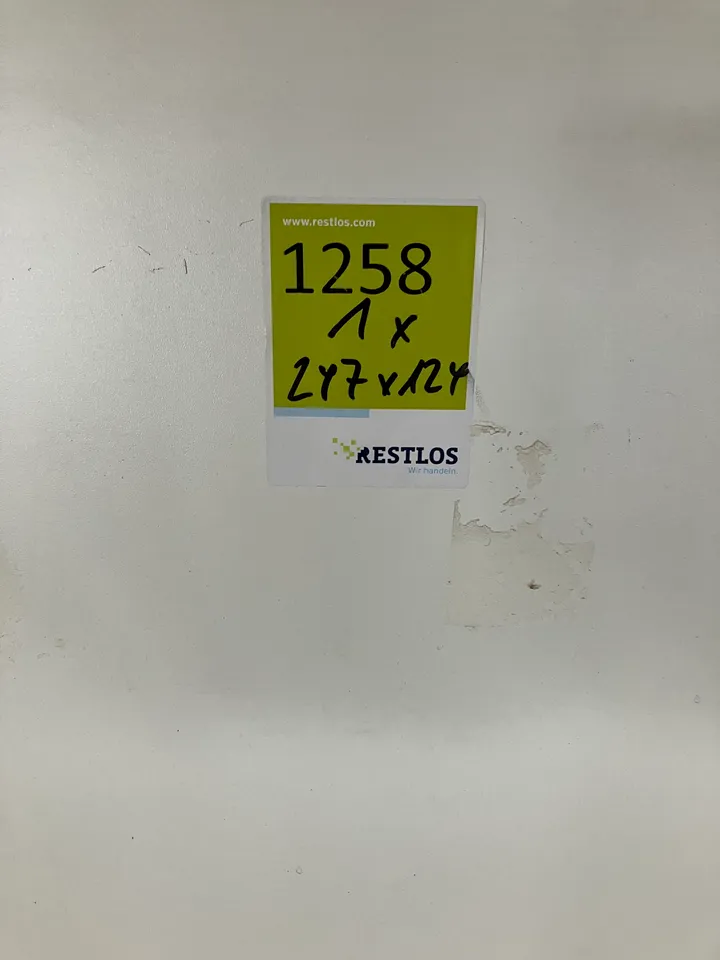 www.restlos.com
1258
1 x
247 x 124
RESTLOS
Wir handeln.